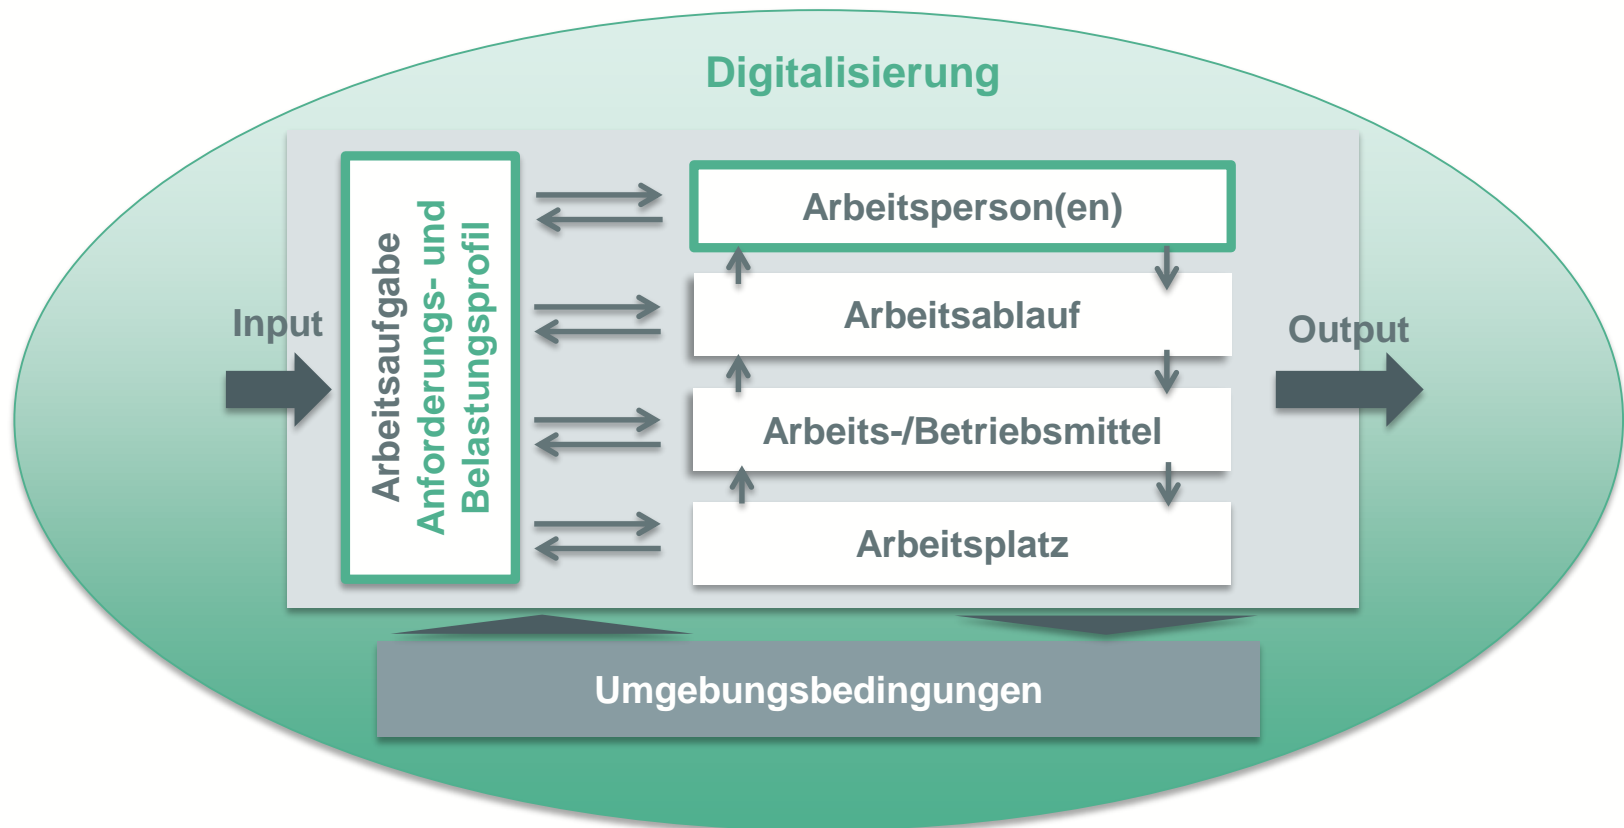 Digitalisierung
Input
Arbeitsaufgabe
Anforderungs- und
Belastungsprofil
Arbeitsperson(en)
Arbeitsablauf
Arbeits-/Betriebsmittel
Arbeitsplatz
Output
Umgebungsbedingungen